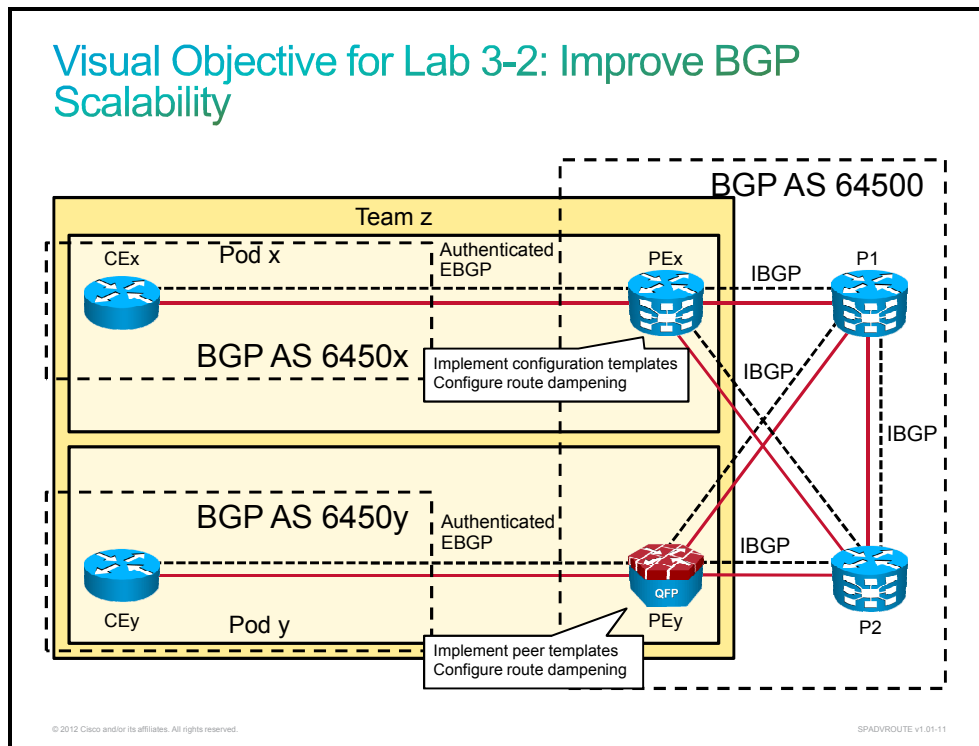 Visual Objective for Lab 3-2: Improve BGP
Scalability
BGP AS 64500
Team z
Pod x
CEx
Authenticated
EBGP
PEx
IBGP
P1
BGP AS 6450x
Implement configuration templates
Configure route dampening
IBGP
IBGP
BGP AS 6450y
Authenticated
EBGP
IBGP
QFP
CEy
Pod y
PEy
P2
Implement peer templates
Configure route dampening
© 2012 Cisco and/or its affiliates. All rights reserved.
SPADVROUTE v1.01-11